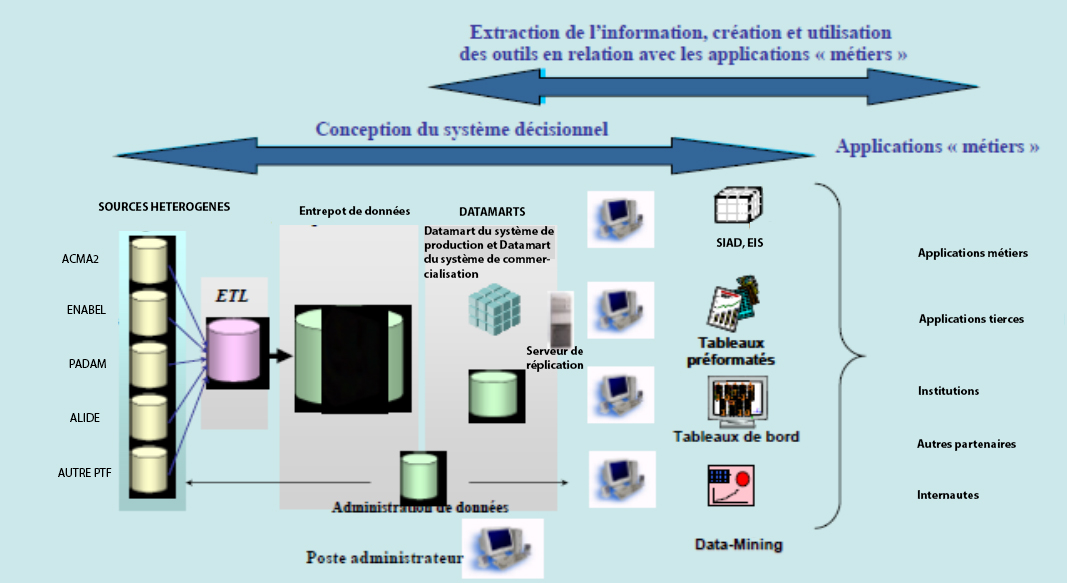 Extraction de l’information, création et utilisation
des outils en relation avec les applications « métiers »
Conception du système décisionnel
Applications « métiers »
SOURCES HETEROGENES
Entrepot de données
DATAMARTS
Datamart du système de
production et Datamart
du système de commer-
cialisation
ACMA2
ENABEL
PADAM
ALIDE
AUTRE PTF
ETL
Serveur de
réplication
SIAD, EIS
Tableaux
préformatés
Tableaux de bord
Data-Mining
Applications métiers
Applications tierces
Institutions
Autres partenaires
Internautes
Administration de données
Poste administrateur